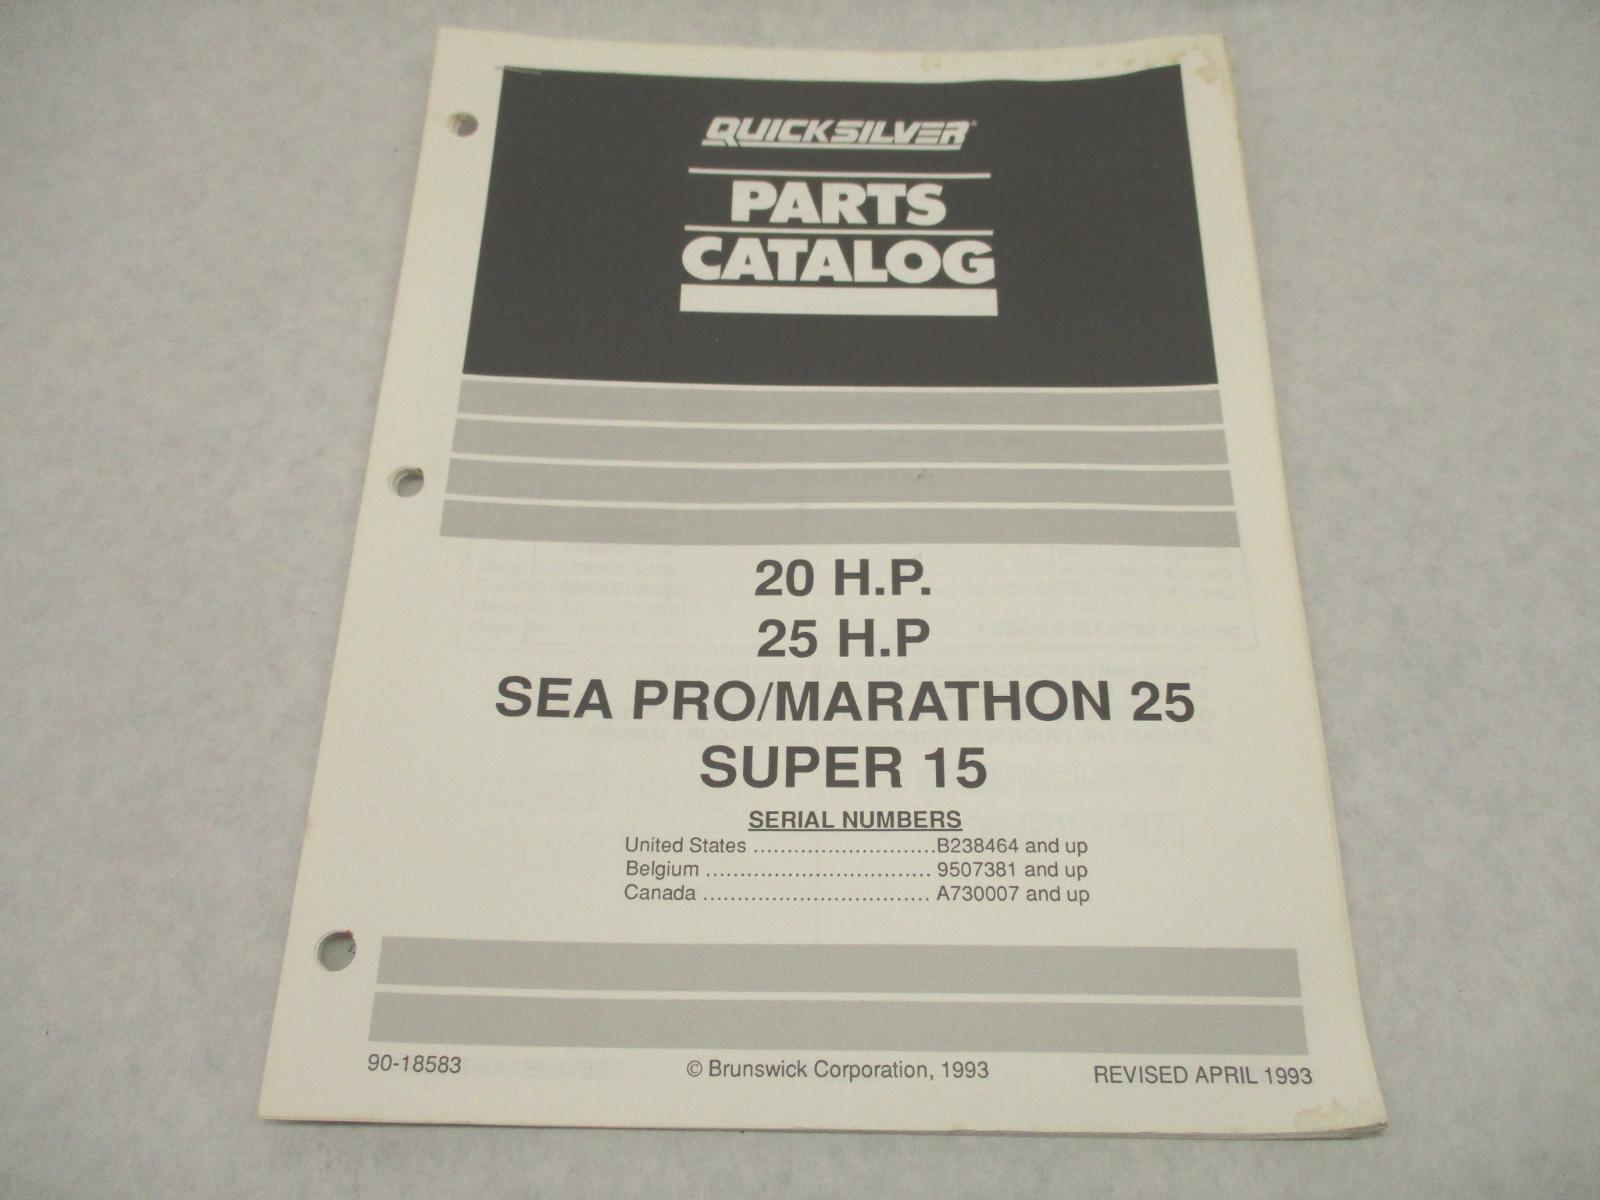 QUICKSILVER®
PARTS
CATALOG
20 H.P.
25 H.P
SEA PRO/MARATHON 25
SUPER 15
SERIAL NUMBERS
United States ...........................B238464 and up
Belgium ................................. 9507381 and up
Canada .................................. A730007 and up
90-18583
© Brunswick Corporation, 1993
REVISED APRIL 1993